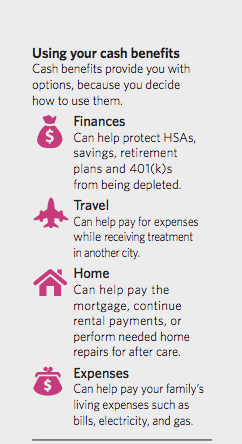 Using your cash benefits
Cash benefits provide you with
options, because you decide
how to use them.
$
Finances
Can help protect HSAs,
savings, retirement
plans and 401(k)s
from being depleted.
Travel
Can help pay for expenses
while receiving treatment
in another city.
Home
Can help pay the
mortgage, continue
rental payments, or
perform needed home
repairs for after care.
$
Expenses
Can help pay your family's
living expenses such as
bills, electricity, and gas.